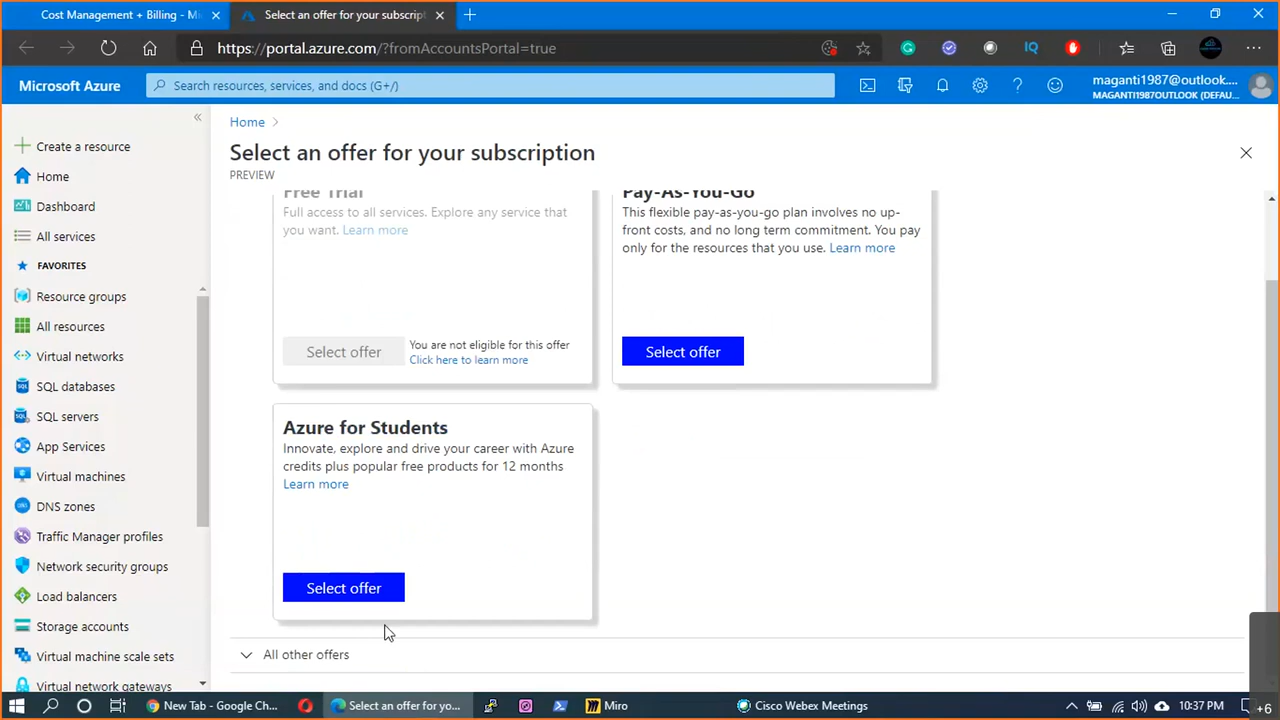 Cost Management + Billing - Mi
Select an offer for your subscript
https://portal.azure.com/?fromAccountsPortal=true
IQ
Microsoft Azure
Search resources, services, and docs (G+/)
maganti1987@outlook....
MAGANTI1987OUTLOOK (DEFAU...
Create a resource
Home
Dashboard
All services
FAVORITES
Resource groups
All resources
Virtual networks
SQL databases
SQL servers
App Services
Virtual machines
DNS zones
Traffic Manager profiles
Network security groups
Load balancers
Storage accounts
Virtual machine scale sets
Virtual network gateways
Home >
Select an offer for your subscription
PREVIEW
Free Trial
Full access to all services. Explore any service that
you want. Learn more
Select offer
You are not eligible for this offer
Click here to learn more
Pay-As-You-Go
This flexible pay-as-you-go plan involves no up-
front costs, and no long term commitment. You pay
only for the resources that you use. Learn more
Select offer
Azure for Students
Innovate, explore and drive your career with Azure
credits plus popular free products for 12 months
Learn more
Select offer
All other offers
New Tab - Google Ch...
Select an offer for yo...
Miro
Cisco Webex Meetings
10:37 PM
+6